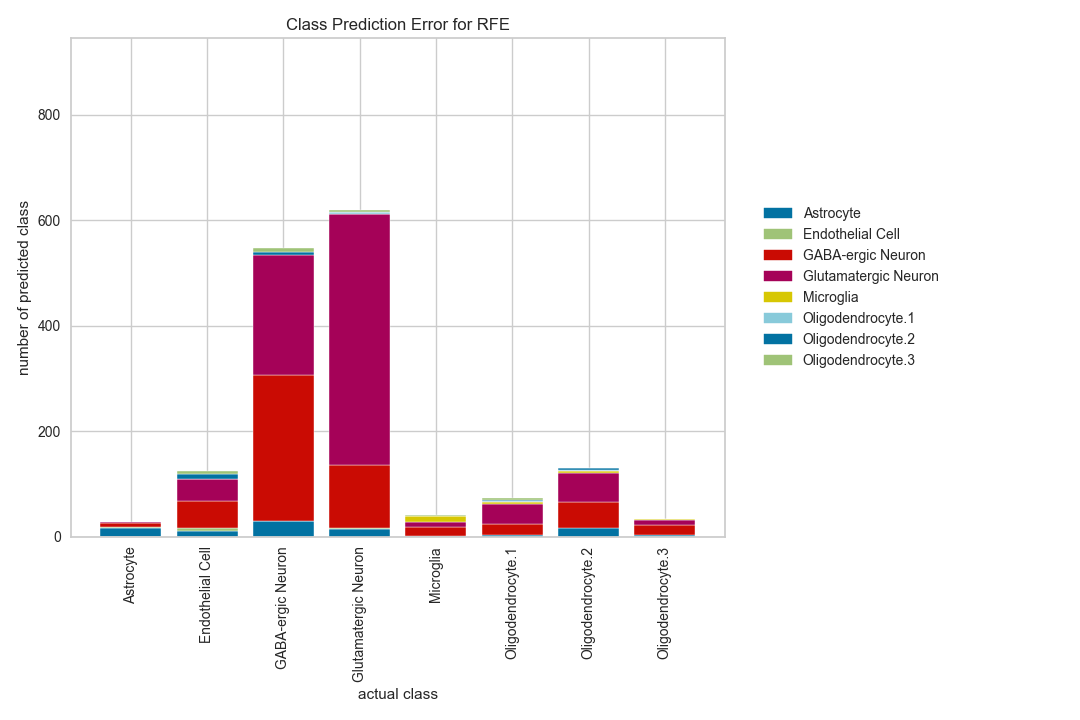 Class Prediction Error for RFE
number of predicted class
800
600
400
200
0
Astrocyte
Endothelial Cell
GABA-ergic Neuron
Glutamatergic Neuron
Microglia
Oligodendrocyte.1
Oligodendrocyte.2
Oligodendrocyte.3
actual class
Astrocyte
Endothelial Cell
GABA-ergic Neuron
Glutamatergic Neuron
Microglia
Oligodendrocyte.1
Oligodendrocyte.2
Oligodendrocyte.3